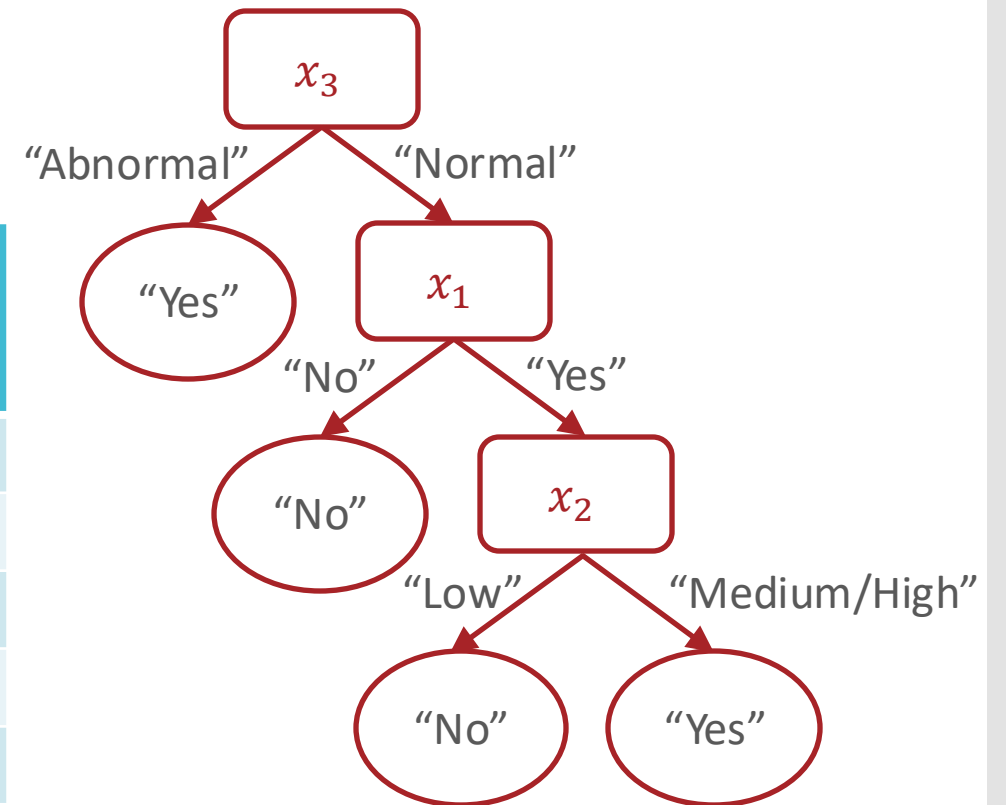 x₃
“Abnormal” “Normal”
“Yes” x₁
“No” “Yes”
“No” x₂
“Low” “Medium/High”
“No” “Yes”